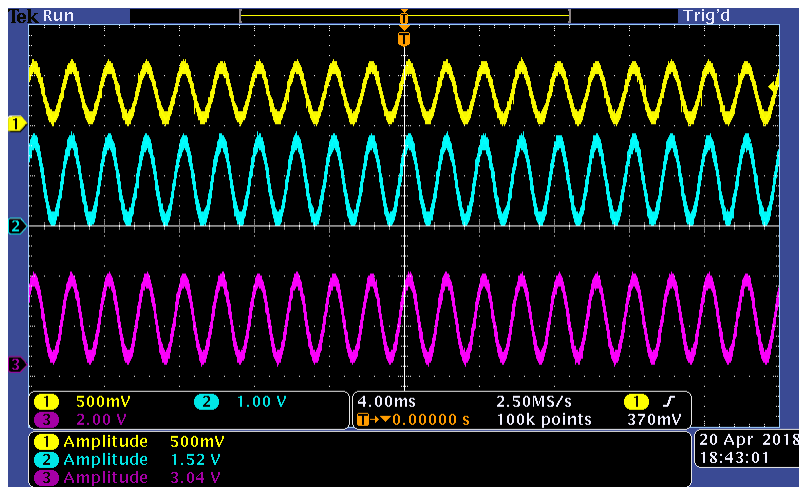 Tek Run Trig'd
T
T
1
2
3
1 500mV 2 1.00 V
3 2.00 V
4.00ms 2.50MS/s 1
T→▼0.00000 s 100k points 370mV
1 Amplitude 500mV
2 Amplitude 1.52 V
3 Amplitude 3.04 V
20 Apr 2018
18:43:01